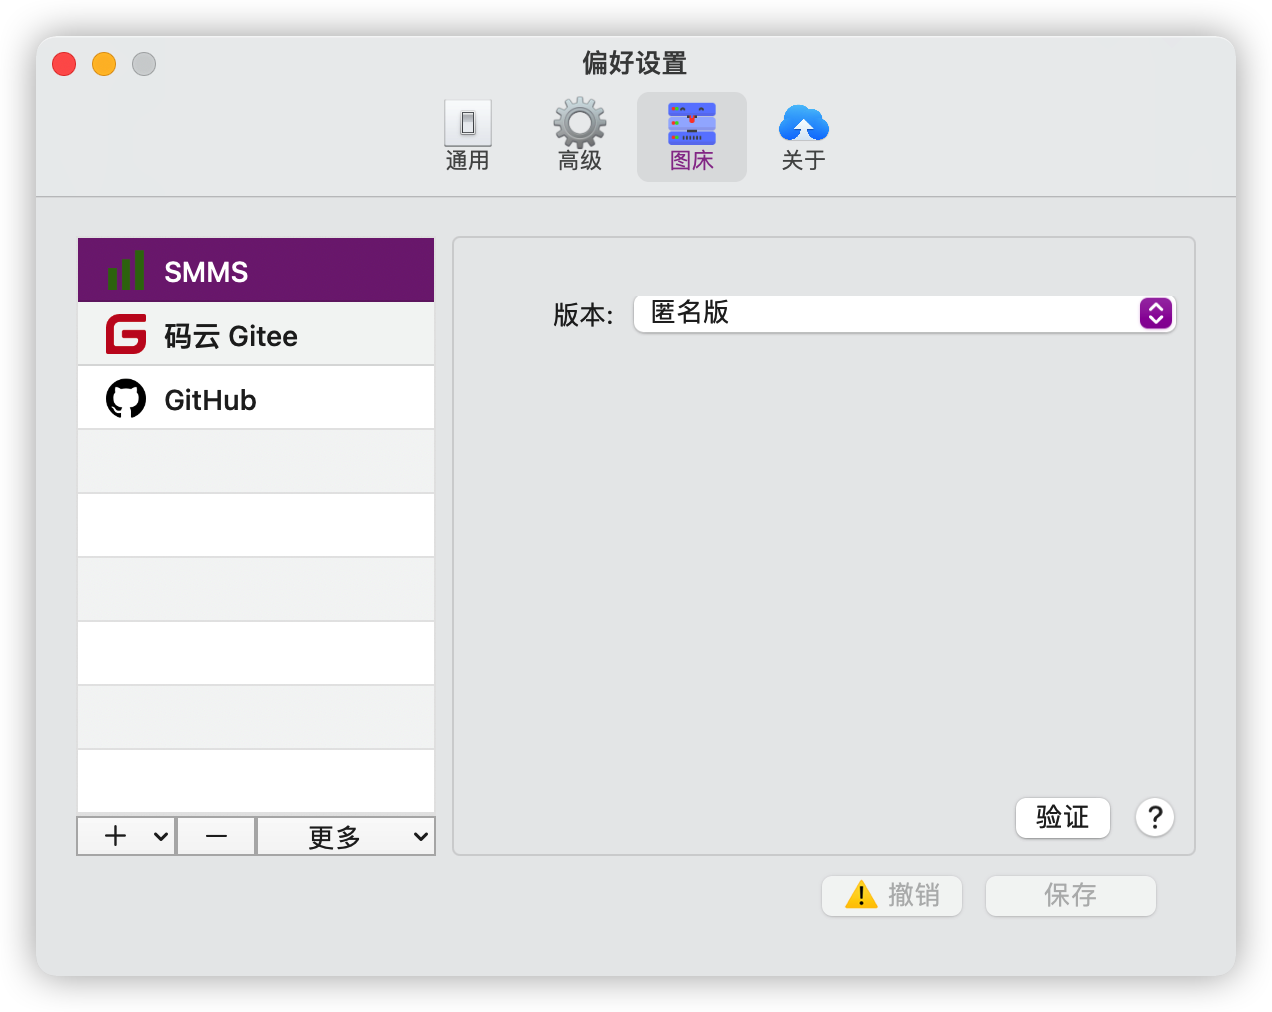 偏好设置
通用
高级
图床
关于
SMMS
码云 Gitee
GitHub
版本:
匿名版
验证
?
更多
撤销
保存